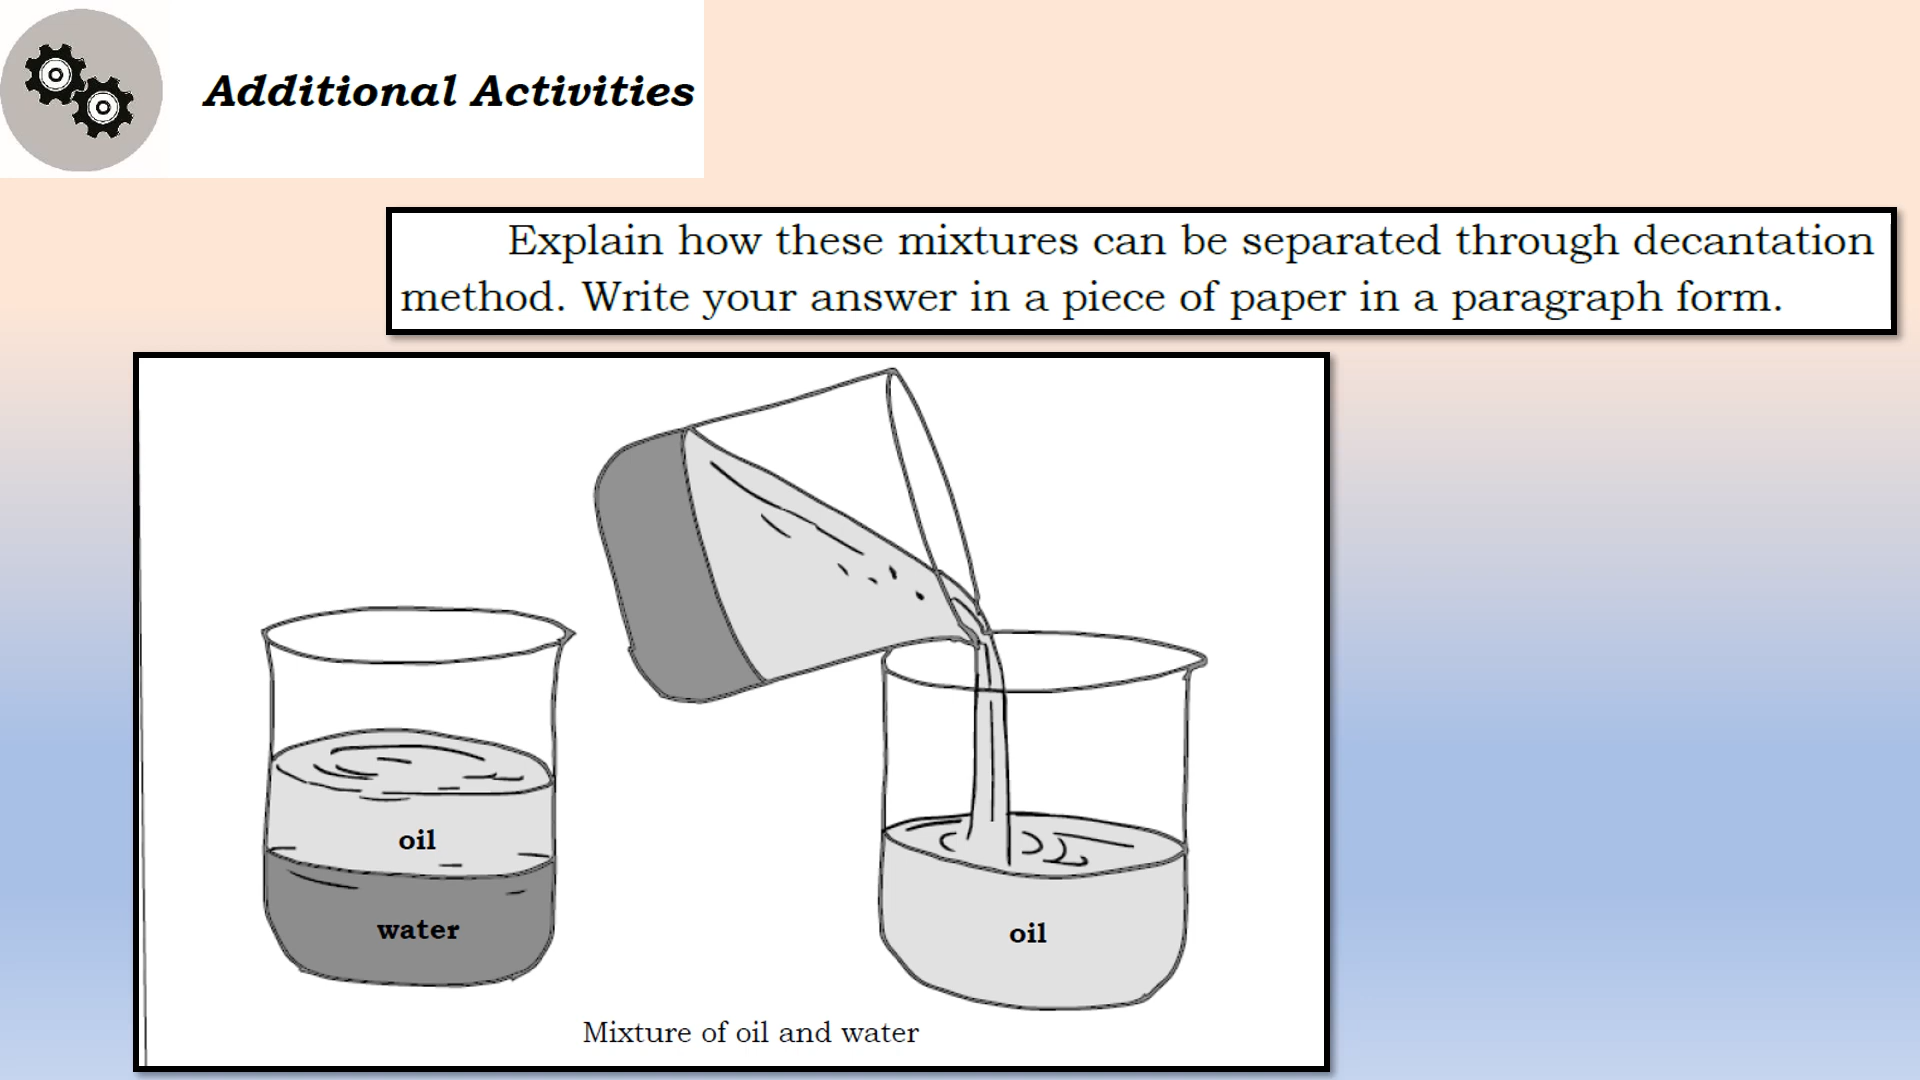 Additional Activities
Explain how these mixtures can be separated through decantation
method. Write your answer in a piece of paper in a paragraph form.
oil
water
oil
Mixture of oil and water